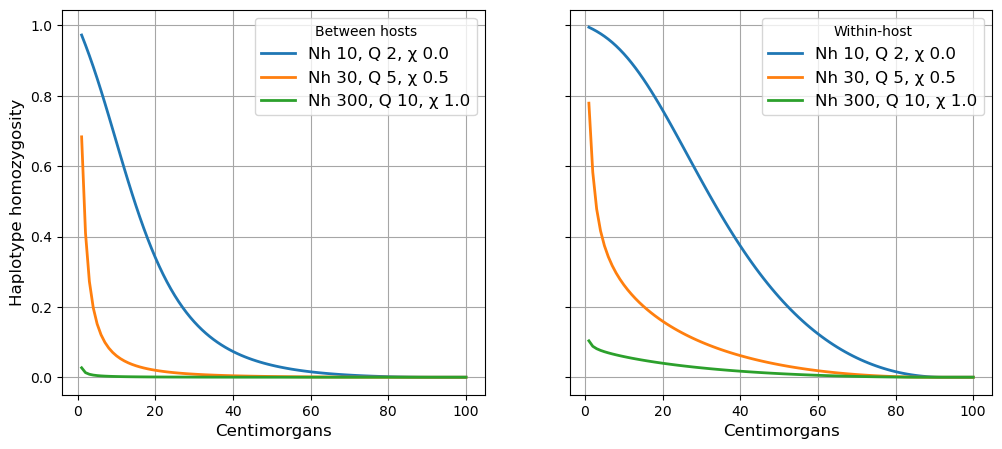 Between hosts
Nh 10, Q 2, χ 0.0
Nh 30, Q 5, χ 0.5
Nh 300, Q 10, χ 1.0
Haplotype homozygosity
1.0
0.8
0.6
0.4
0.2
0.0
0 20 40 60 80 100
Centimorgans
Within-host
Nh 10, Q 2, χ 0.0
Nh 30, Q 5, χ 0.5
Nh 300, Q 10, χ 1.0
0 20 40 60 80 100
Centimorgans